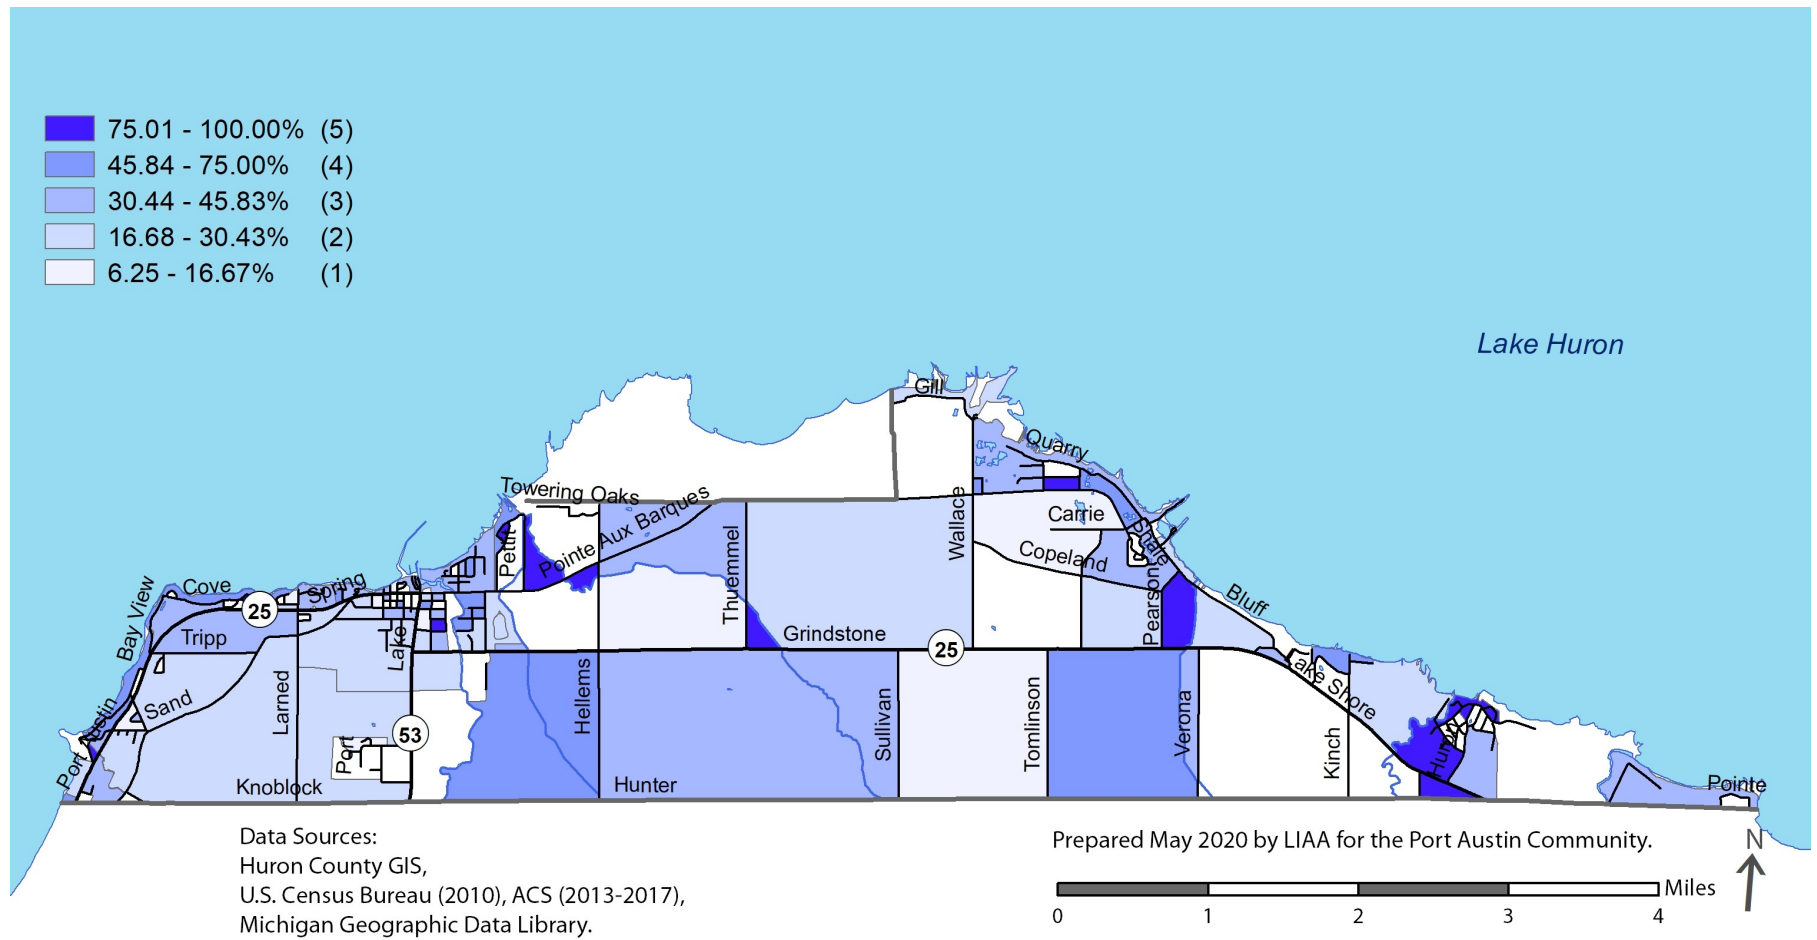 75.01 - 100.00% (5)
45.84 - 75.00% (4)
30.44 - 45.83% (3)
16.68 - 30.43% (2)
6.25 - 16.67% (1)
Lake Huron
Gill
Quarry
Towering Oaks
Pointe Aux Barques
Wallace
Carrie
Copeland
Pettit
Thuemmel
Pearson
Bluff
Cove
Spring
Bay View
25
Tripp
Lake
Grindstone
25
Sand
Larned
Hellems
Sullivan
Tomlinson
Verona
Kinch
Lake Shore
Huron
Port Austin
53
Port
Knoblock
Hunter
Pointe
Data Sources:
Huron County GIS,
U.S. Census Bureau (2010), ACS (2013-2017),
Michigan Geographic Data Library.
Prepared May 2020 by LIAA for the Port Austin Community.
N
Miles
0 1 2 3 4